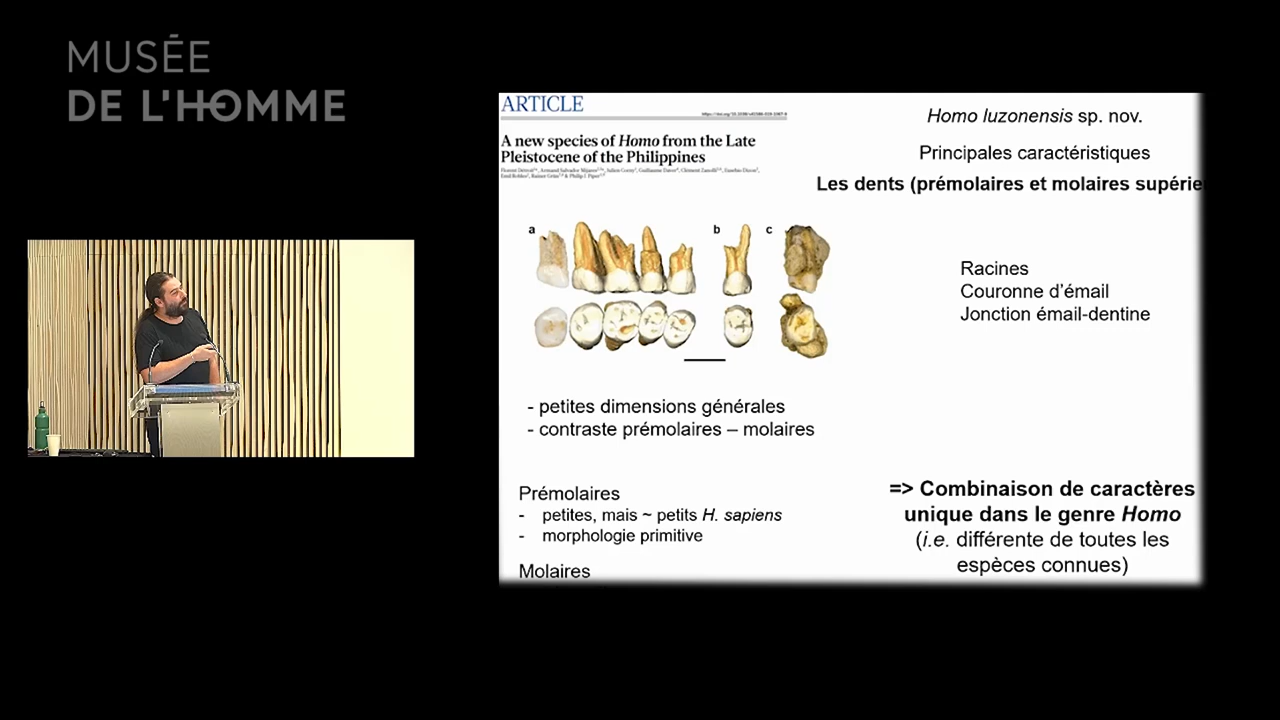 MUSÉE
DE L'HOMME
ARTICLE
A new species of Homo from the Late
Pleistocene of the Philippines
a
b
c
- petites dimensions générales
- contraste prémolaires – molaires
Prémolaires
- petites, mais ~ petits H. sapiens
- morphologie primitive
Molaires
Homo luzonensis sp. nov.
Principales caractéristiques
Les dents (prémolaires et molaires supérie
Racines
Couronne d'émail
Jonction émail-dentine
=> Combinaison de caractères
unique dans le genre Homo
(i.e. différente de toutes les
espèces connues)